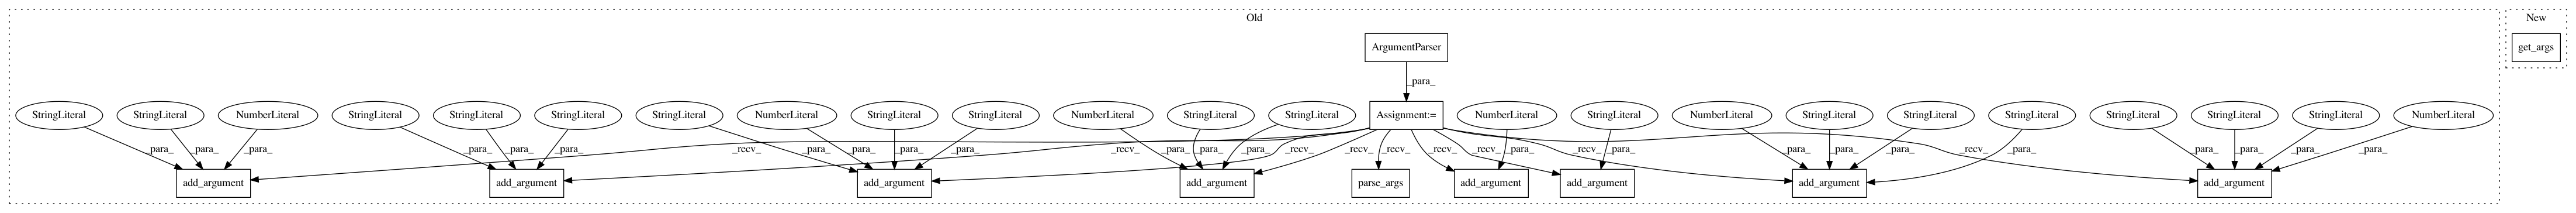 Old
New
ArgumentParser
get_args
_para_
StringLiteral StringLiteral NumberLiteral StringLiteral StringLiteral StringLiteral StringLiteral NumberLiteral StringLiteral StringLiteral NumberLiteral StringLiteral StringLiteral Assignment:= NumberLiteral StringLiteral NumberLiteral StringLiteral StringLiteral StringLiteral StringLiteral StringLiteral StringLiteral NumberLiteral
_para_ _para_ _para_ _recv_ _para_ _para_ _para_ _recv_ _para_ _para_ _para_ _para_ _recv_ _para_ _para_ _para_ _recv_ _recv_ _recv_ _para_ _recv_ _para_ _recv_ _para_ _para_ _para_ _para_ _recv_ _para_ _para_ _para_ _para_
add_argument add_argument add_argument add_argument parse_args add_argument add_argument add_argument add_argument